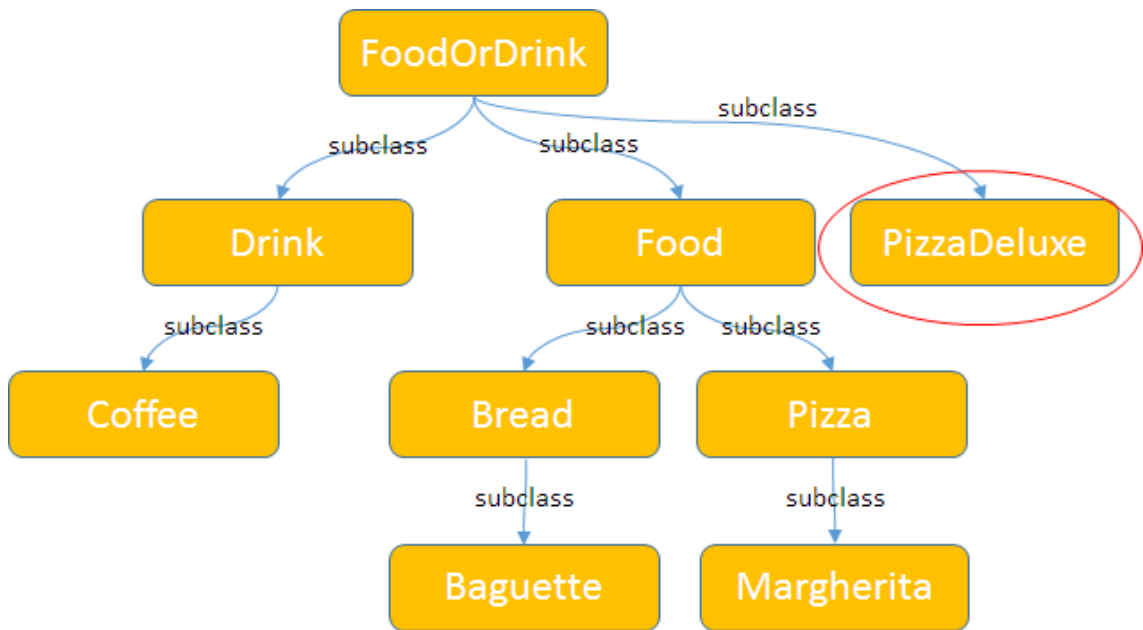 FoodOrDrink
subclass
subclass
subclass
Drink
Food
PizzaDeluxe
subclass
subclass
subclass
Coffee
Bread
Pizza
subclass
subclass
Baguette
Margherita